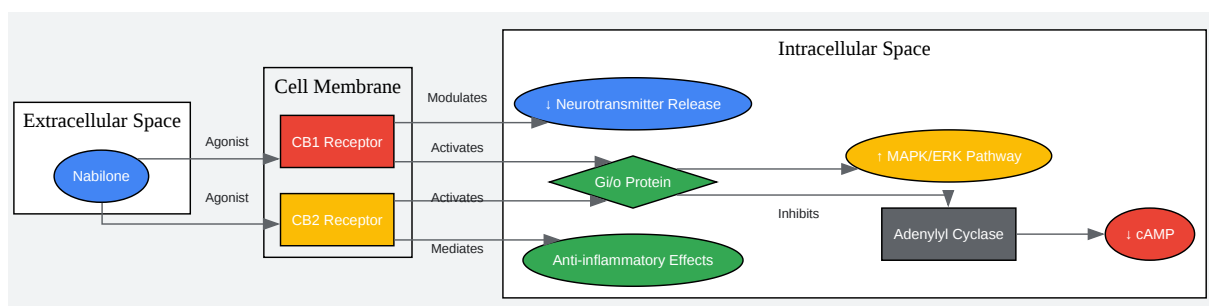 Extracellular Space
Nabilone
Agonist
Agonist
Cell Membrane
CB1 Receptor
CB2 Receptor
Modulates
Activates
Activates
Mediates
Intracellular Space
↓ Neurotransmitter Release
Gi/o Protein
Anti-inflammatory Effects
↑ MAPK/ERK Pathway
Inhibits
Adenylyl Cyclase
↓ cAMP